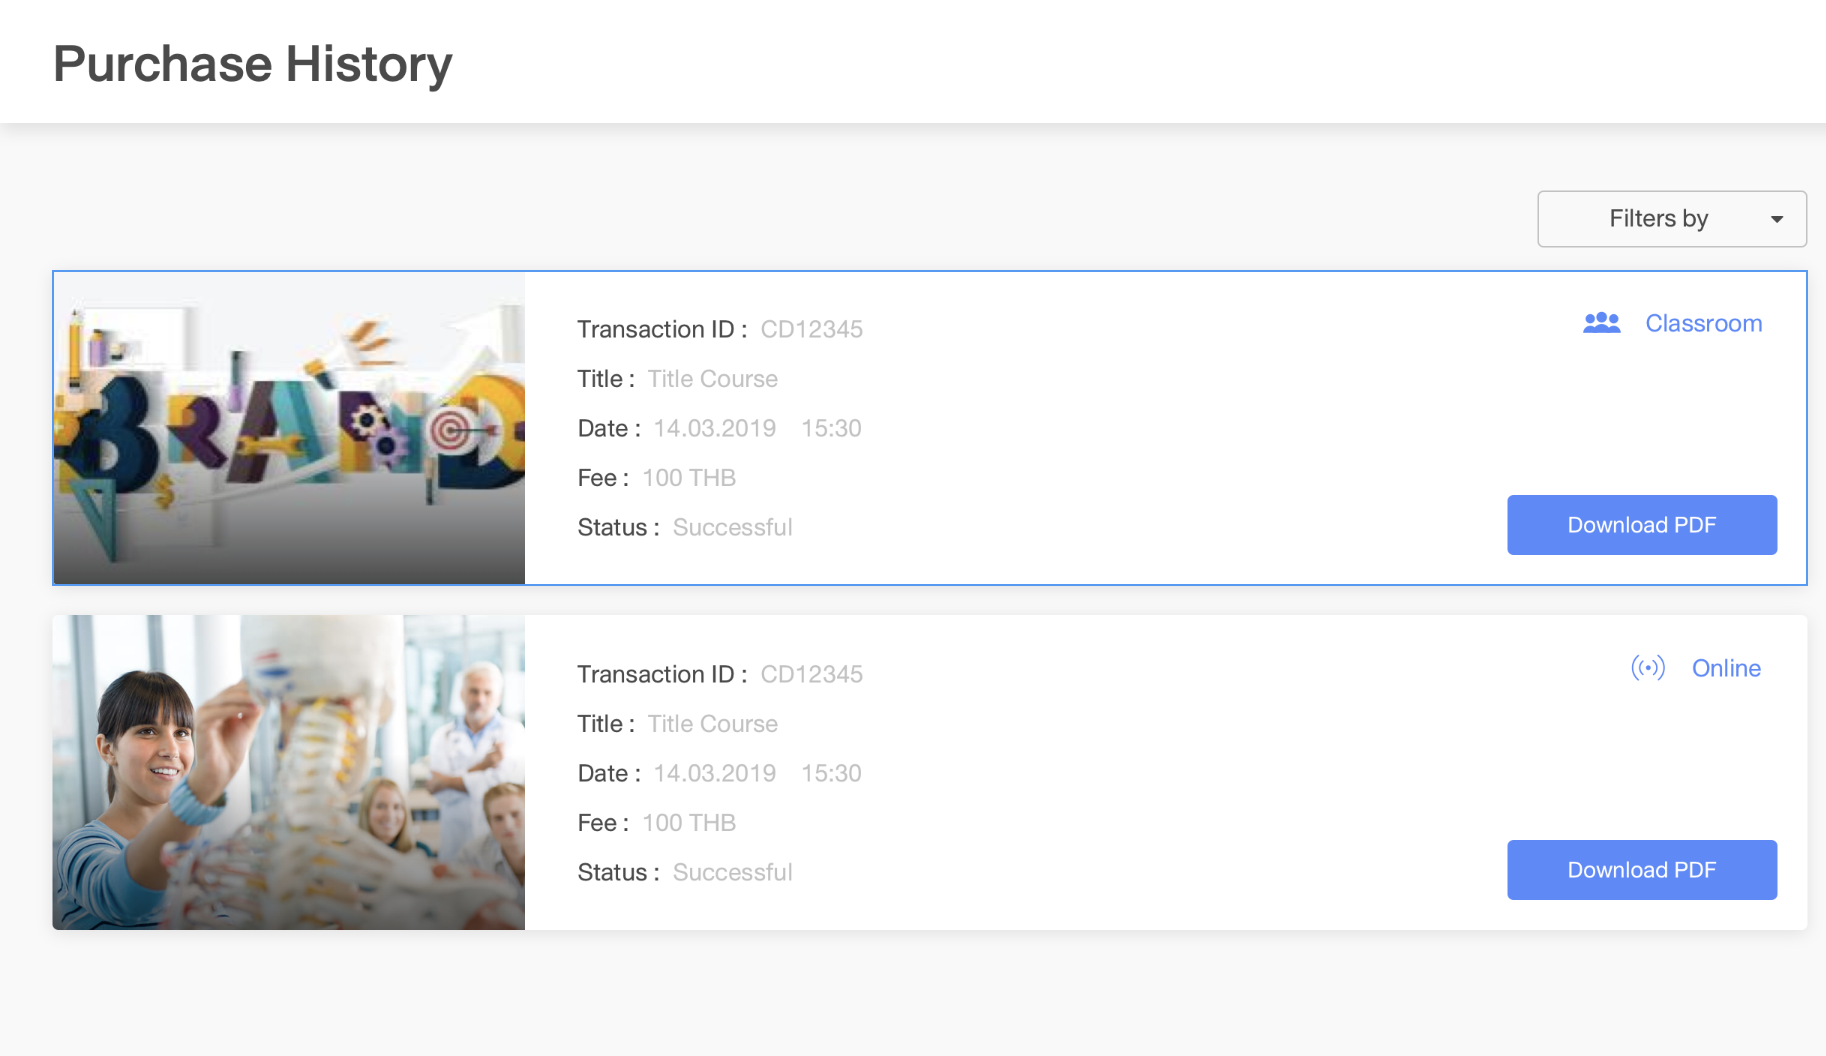 Purchase History
Filters by
BRAND
Transaction ID : CD12345
Classroom
Title : Title Course
Date : 14.03.2019 15:30
Fee : 100 THB
Status : Successful
Download PDF
Transaction ID : CD12345
Online
Title : Title Course
Date : 14.03.2019 15:30
Fee : 100 THB
Status : Successful
Download PDF